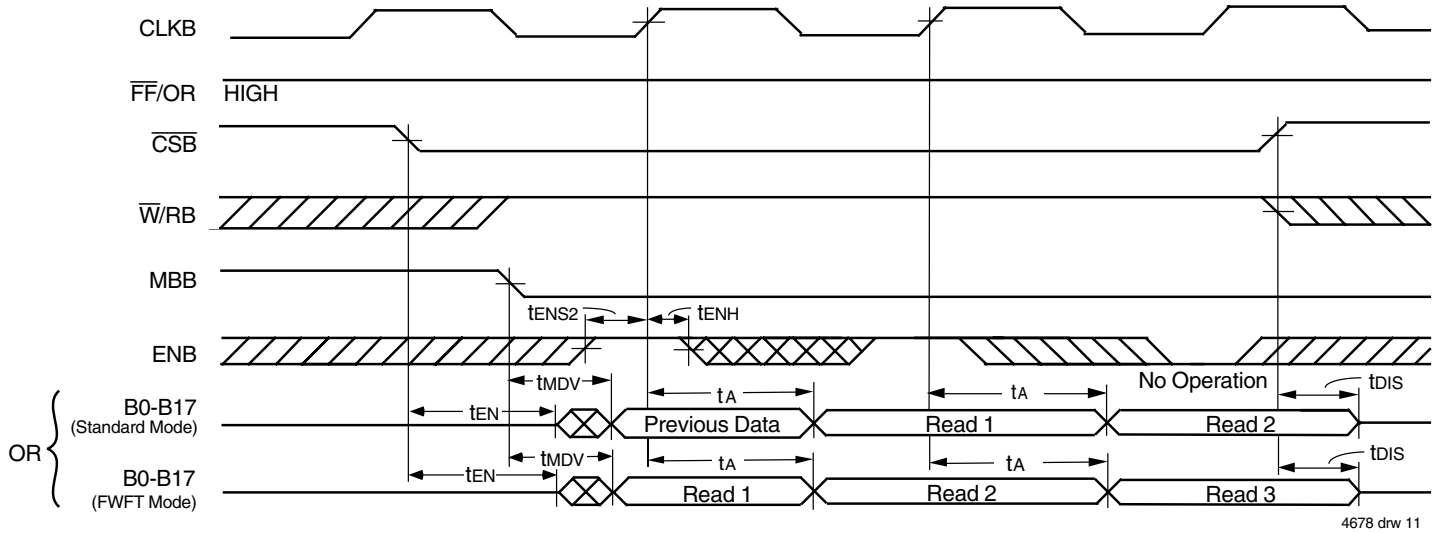 CLKB
FF/OR HIGH
CSB
W/RB
MBB
tENS2 tENH
ENB
No Operation
tMDV tA tA tDIS
B0-B17
(Standard Mode)
tEN
Previous Data Read 1 Read 2
OR
tMDV tA tA tDIS
B0-B17
(FWFT Mode)
tEN
Read 1 Read 2 Read 3
4678 drw 11